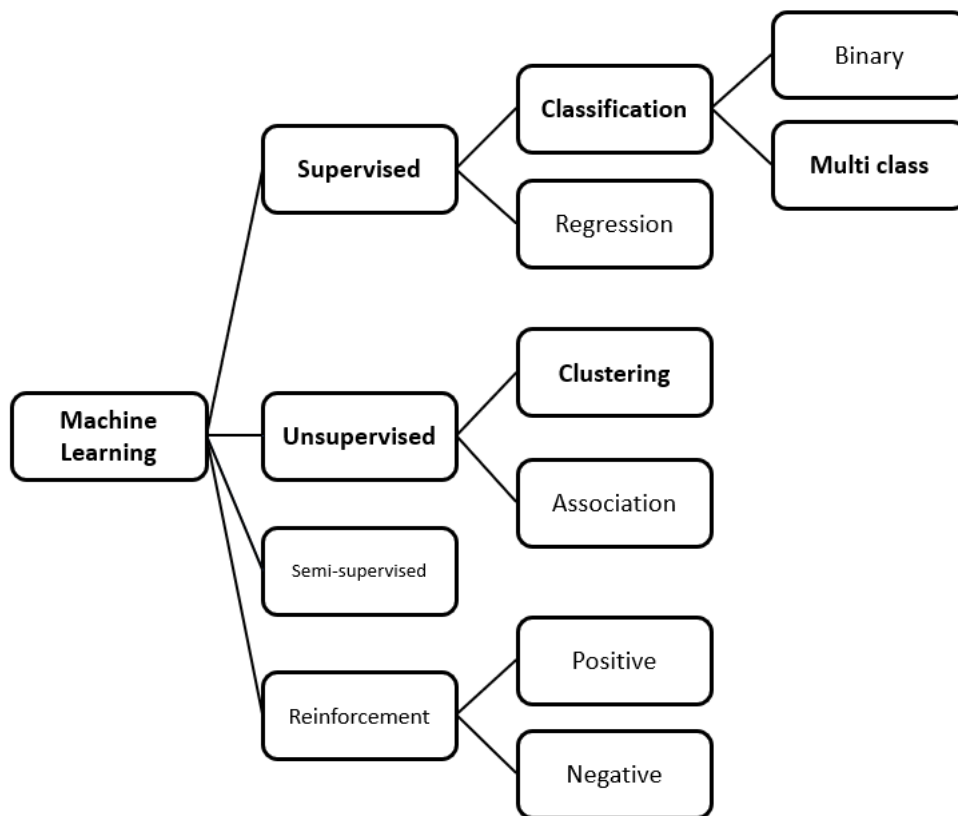 Binary
Classification
Multi class
Supervised
Regression
Clustering
Machine
Learning
Unsupervised
Association
Semi-supervised
Positive
Reinforcement
Negative